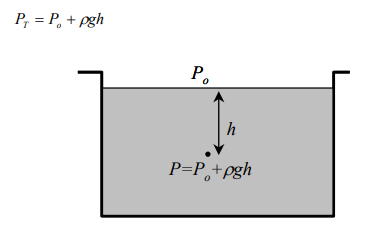 P_T = P_o + ρgh
P_o
h
P=P_o+ρgh